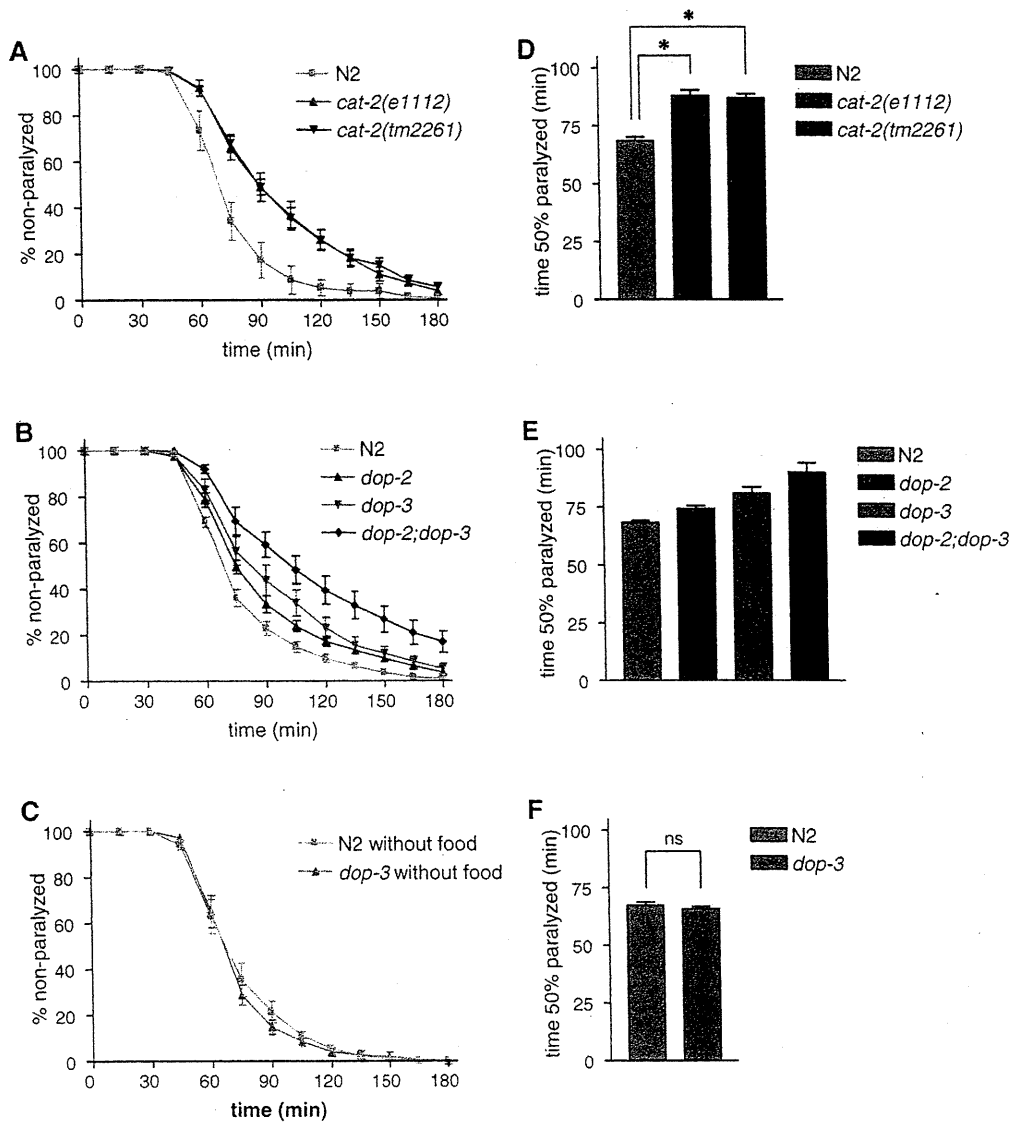 A
100
80
60
40
20
0
% non-paralyzed
0 30 60 90 120 150 180
time (min)
N2
cat-2(e1112)
cat-2(tm2261)
D
100
75
50
25
0
time 50% paralyzed (min)
*
*
N2
cat-2(e1112)
cat-2(tm2261)
B
100
80
60
40
20
0
% non-paralyzed
0 30 60 90 120 150 180
time (min)
N2
dop-2
dop-3
dop-2;dop-3
E
100
75
50
25
0
time 50% paralyzed (min)
N2
dop-2
dop-3
dop-2;dop-3
C
100
80
60
40
20
0
% non-paralyzed
0 30 60 90 120 150 180
time (min)
N2 without food
dop-3 without food
F
100
75
50
25
0
time 50% paralyzed (min)
ns
N2
dop-3